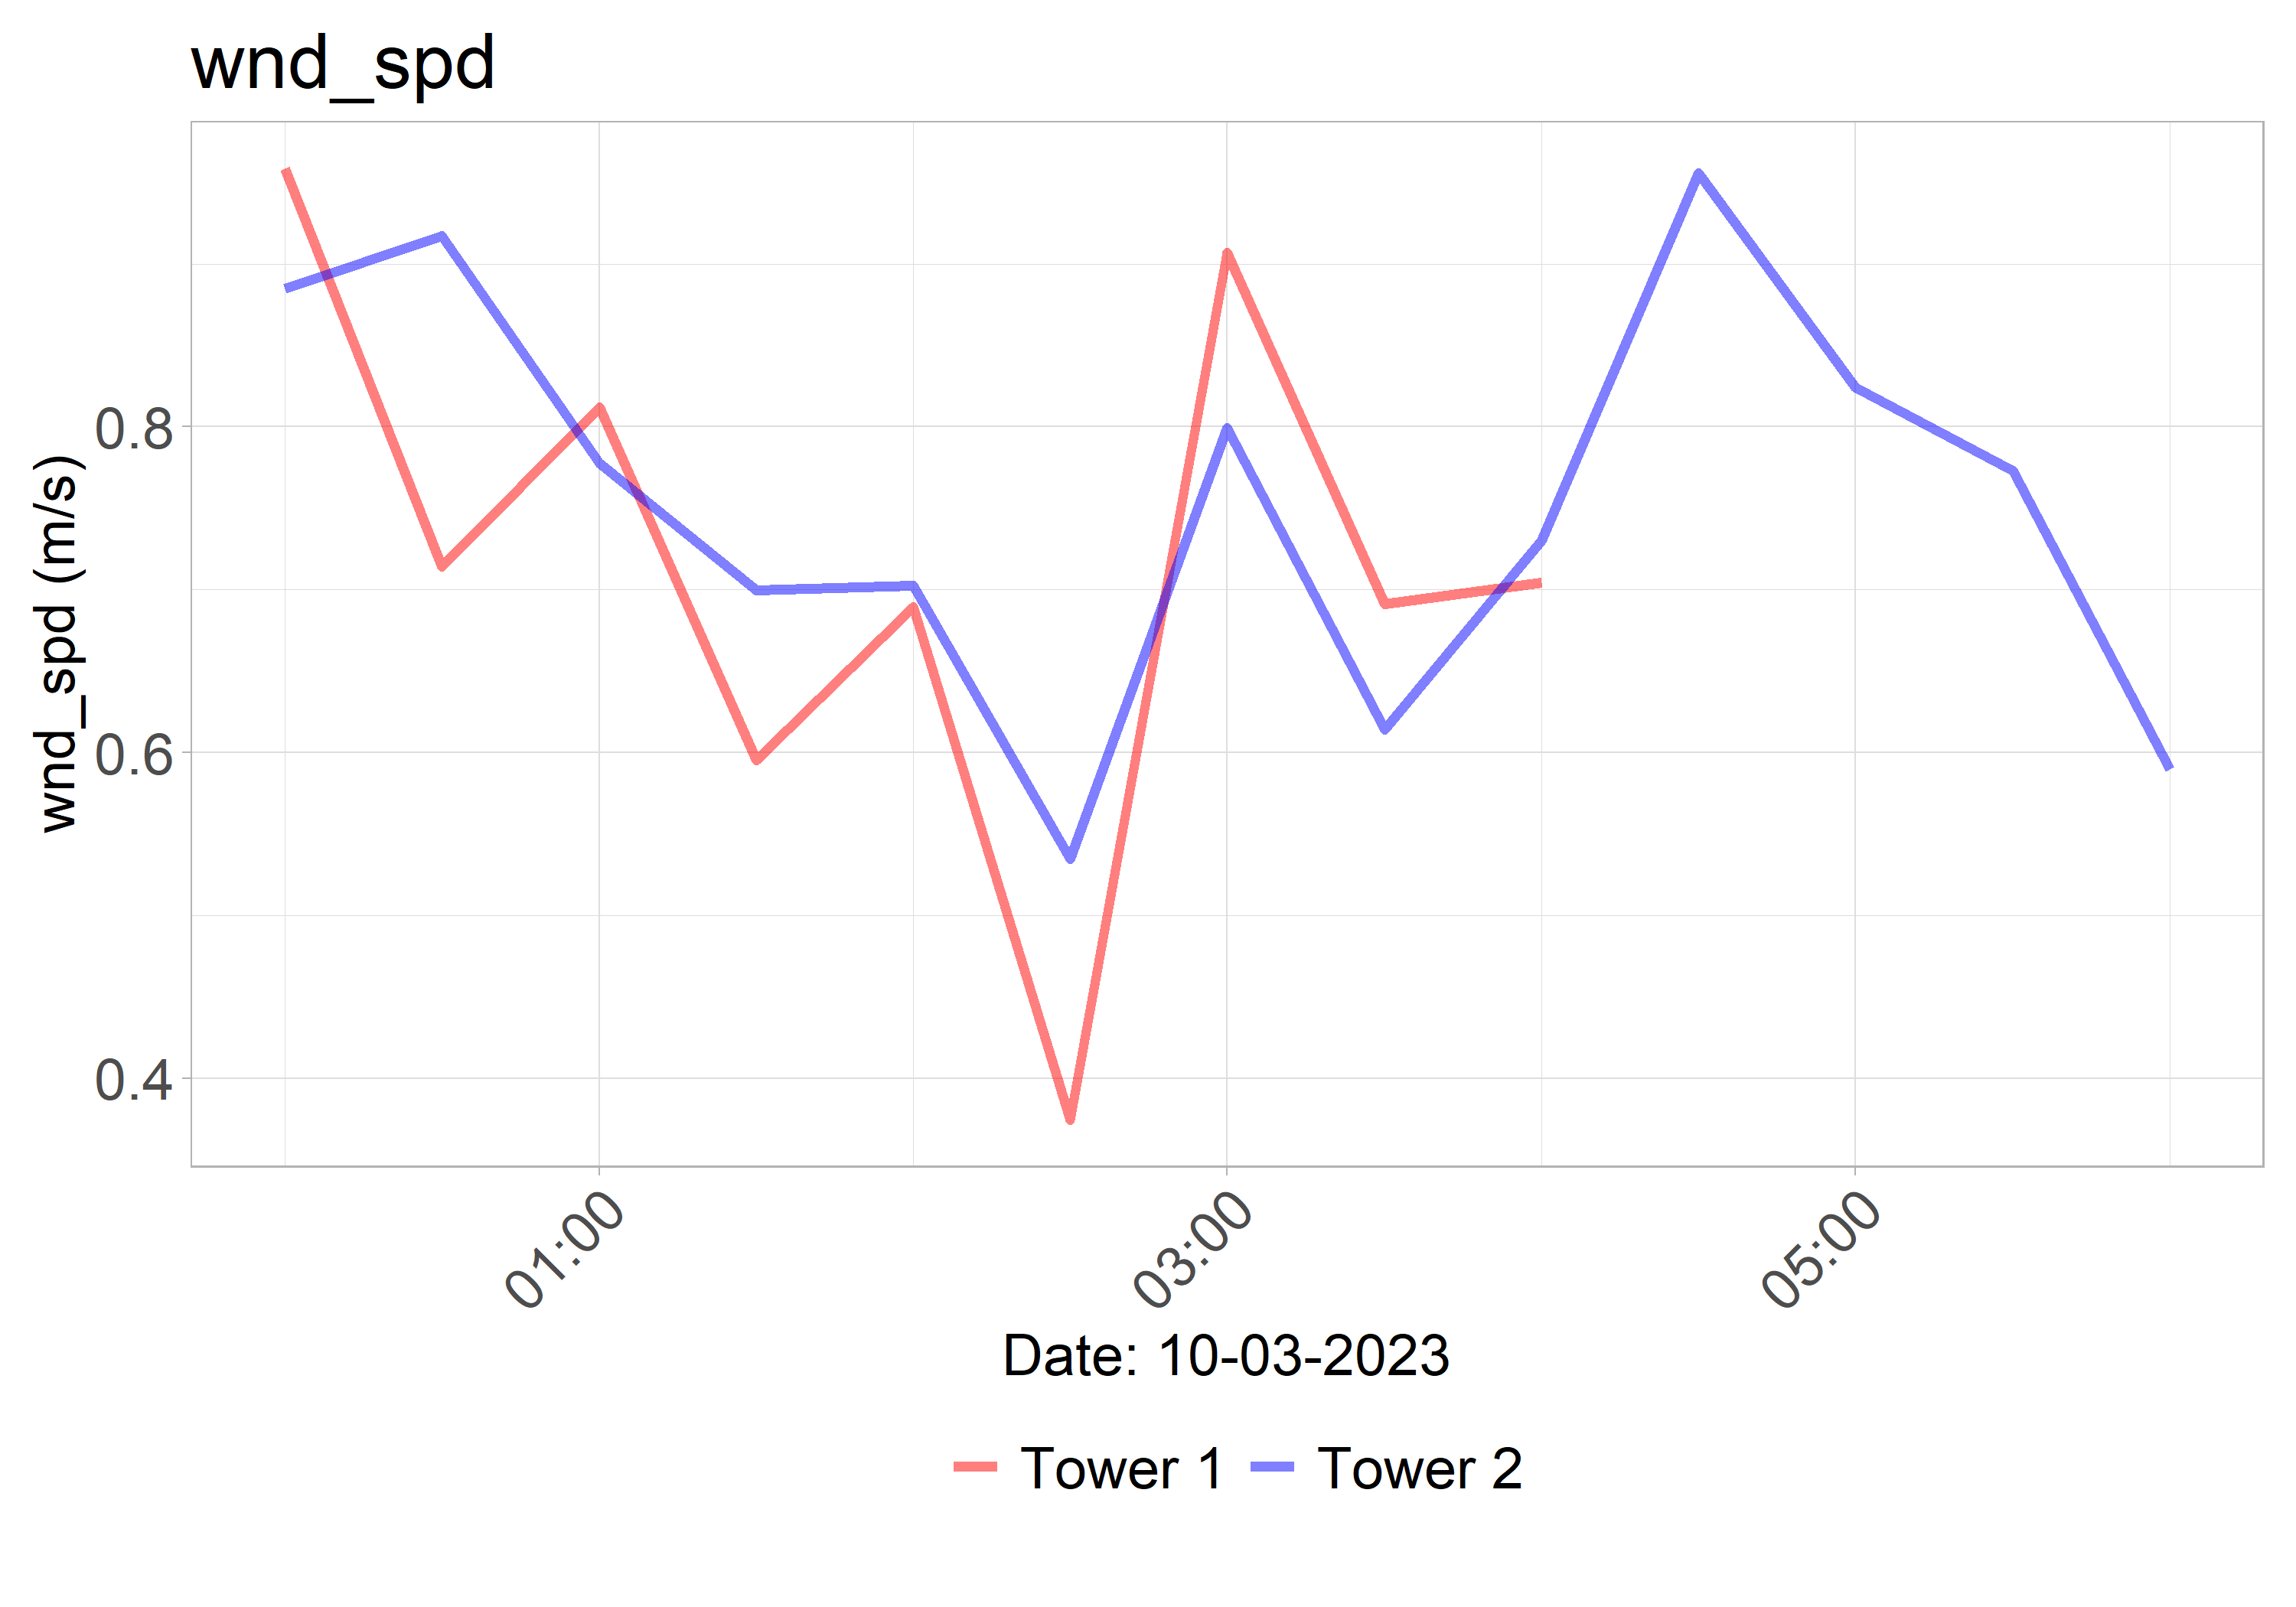 wnd_spd
wnd_spd (m/s)
0.8
0.6
0.4
01:00
03:00
05:00
Date: 10-03-2023
Tower 1
Tower 2